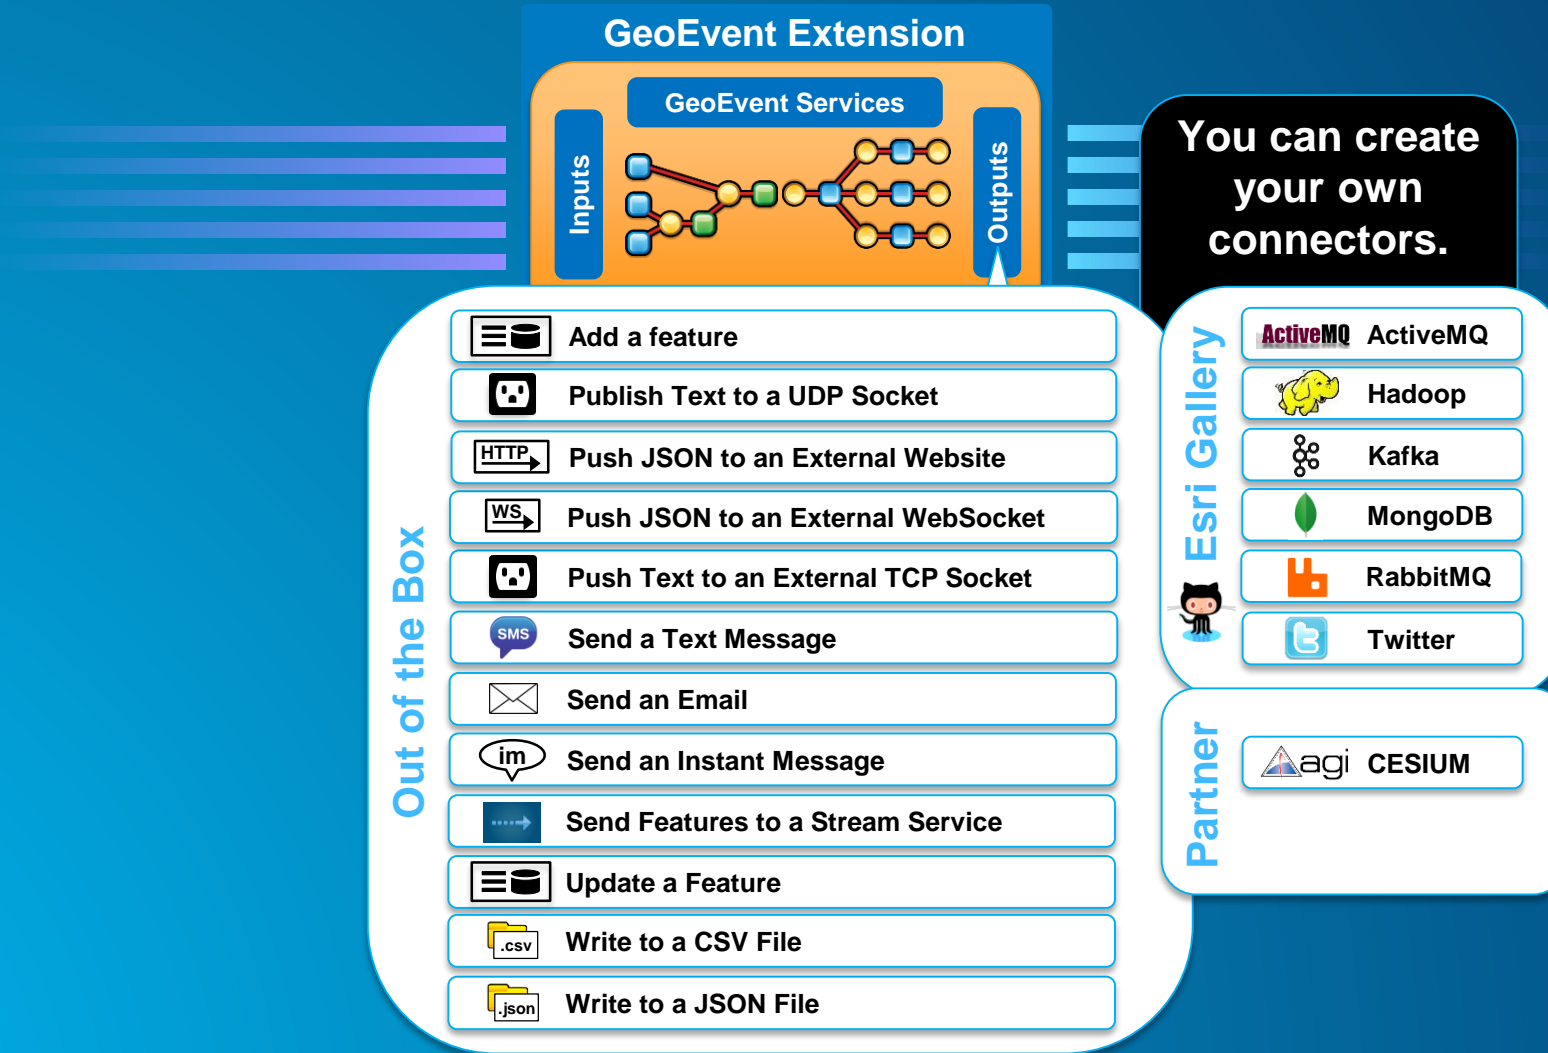 GeoEvent Extension
GeoEvent Services
Inputs
Outputs
You can create
your own
connectors.
Out of the Box
Add a feature
Publish Text to a UDP Socket
HTTP
Push JSON to an External Website
WS
Push JSON to an External WebSocket
Push Text to an External TCP Socket
SMS
Send a Text Message
Send an Email
im
Send an Instant Message
Send Features to a Stream Service
Update a Feature
.csv
Write to a CSV File
.json
Write to a JSON File
Esri Gallery
ActiveMQ ActiveMQ
Hadoop
Kafka
MongoDB
RabbitMQ
Twitter
Partner
agi CESIUM